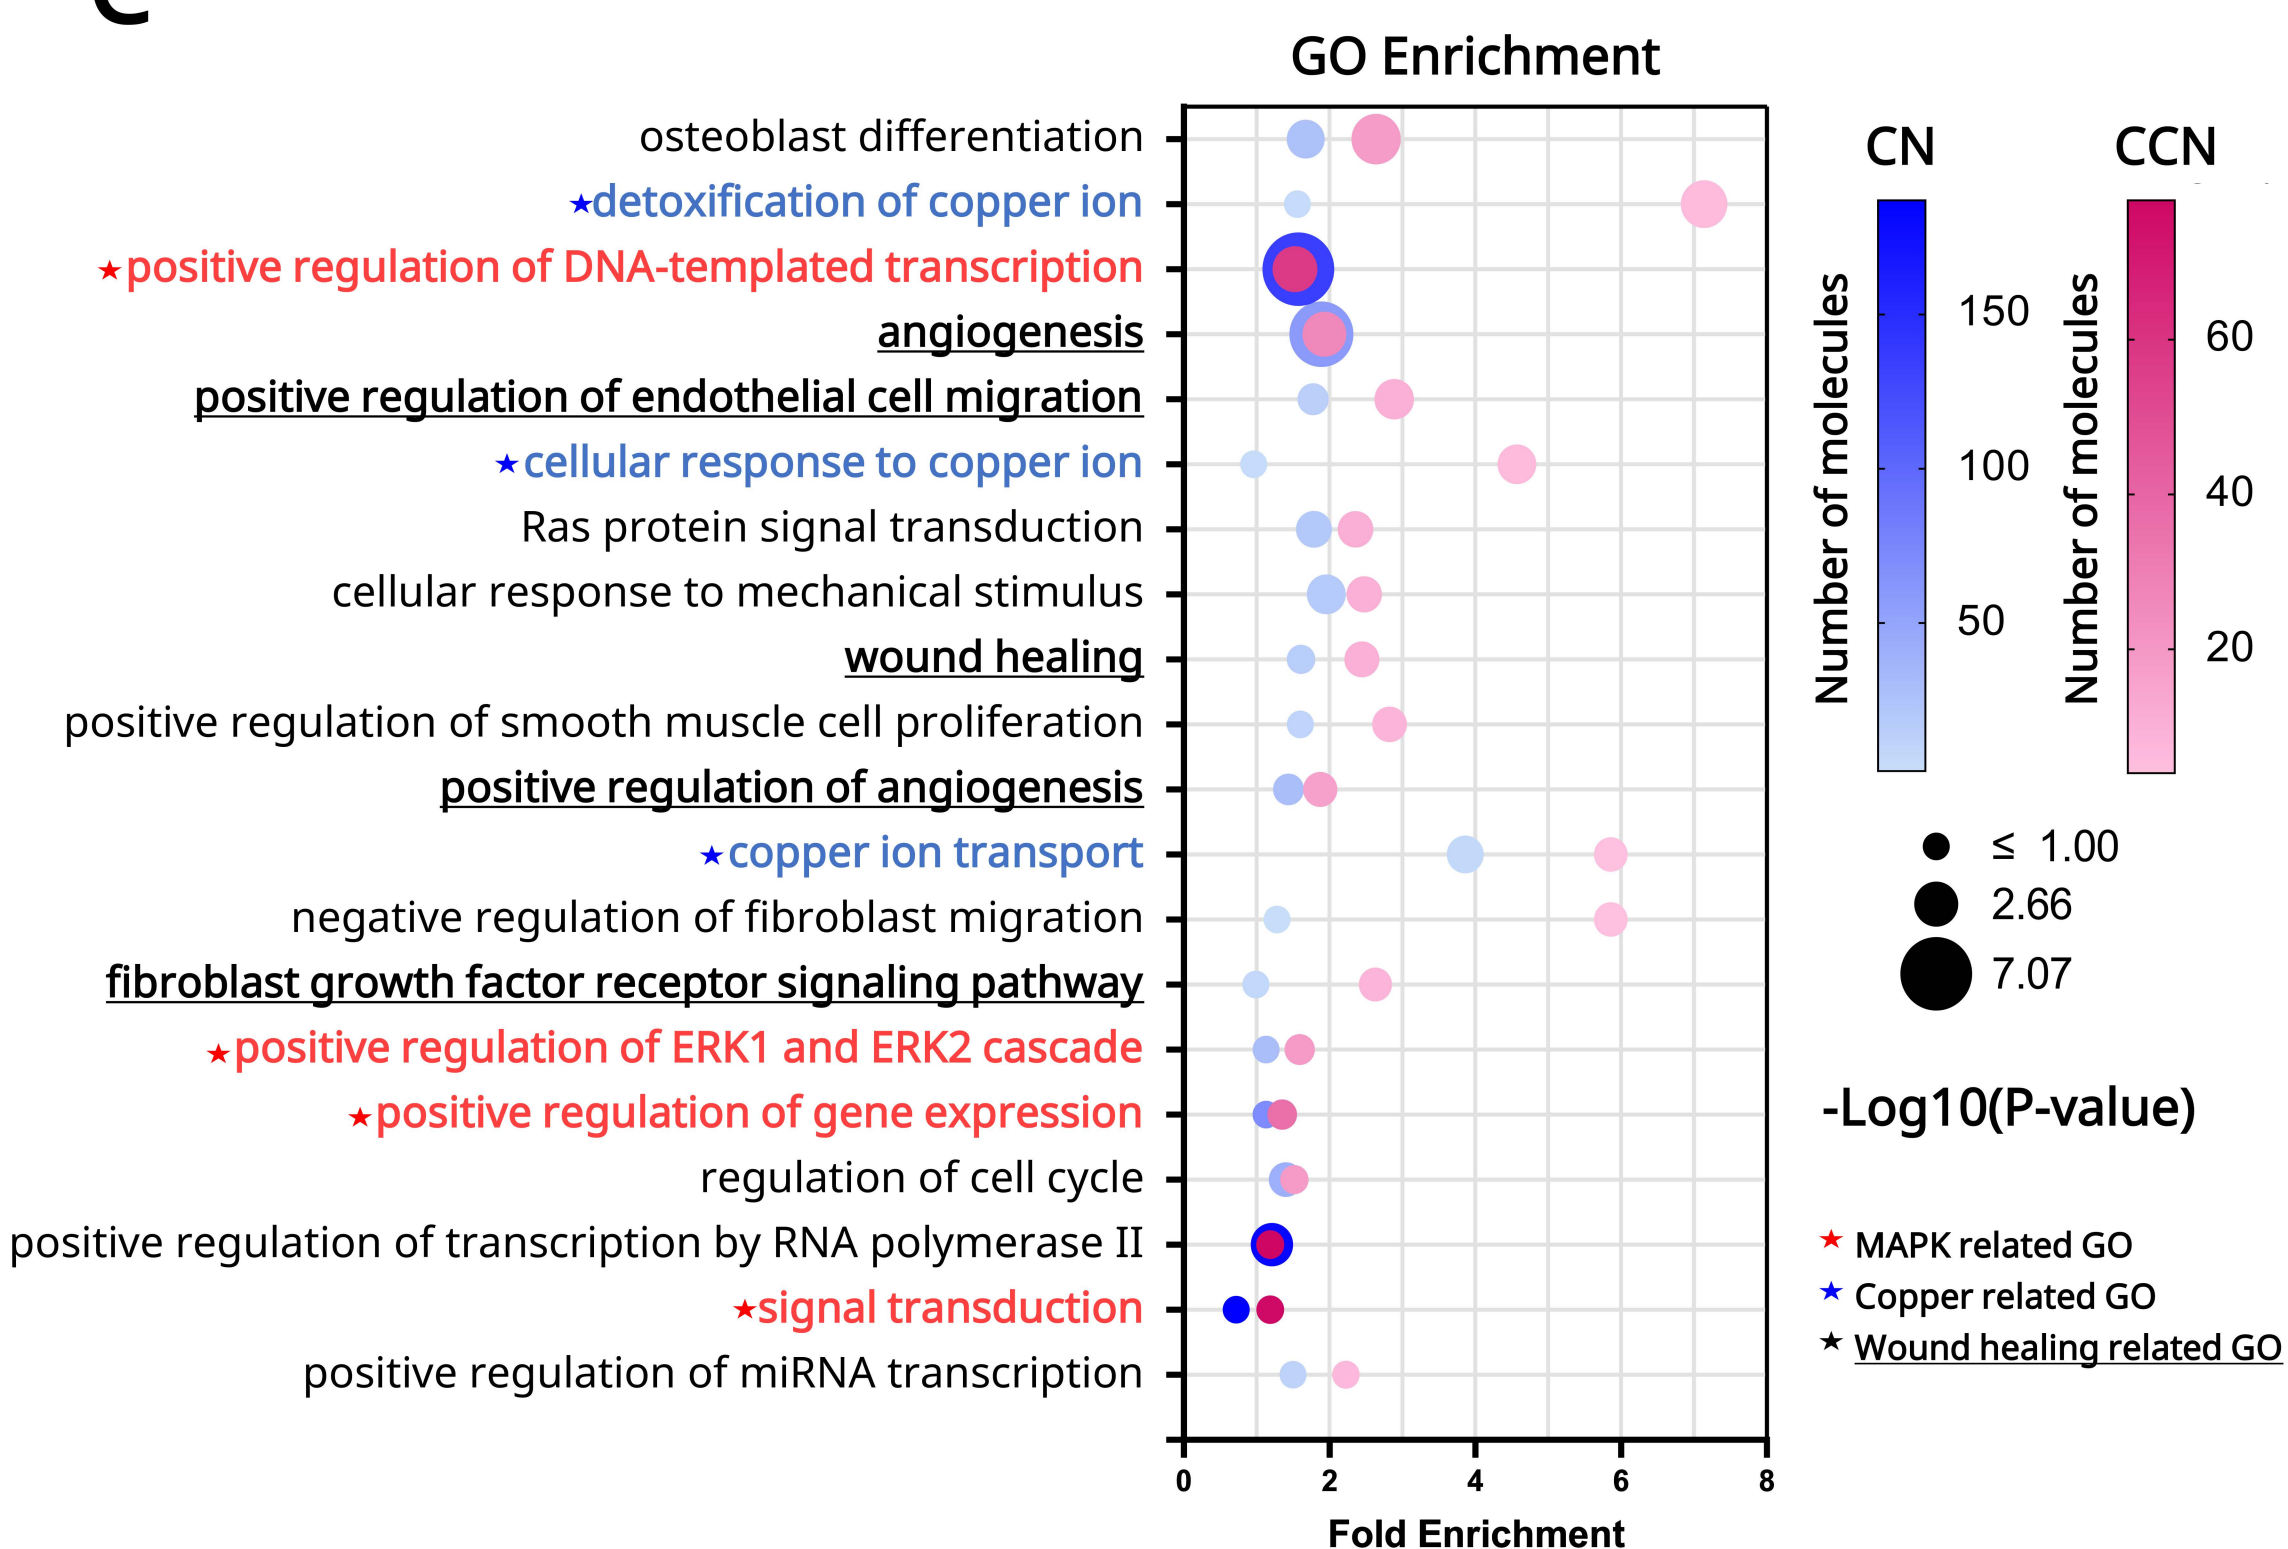 C
GO Enrichment
osteoblast differentiation
★detoxification of copper ion
★positive regulation of DNA-templated transcription
angiogenesis
positive regulation of endothelial cell migration
★cellular response to copper ion
Ras protein signal transduction
cellular response to mechanical stimulus
wound healing
positive regulation of smooth muscle cell proliferation
positive regulation of angiogenesis
★copper ion transport
negative regulation of fibroblast migration
fibroblast growth factor receptor signaling pathway
★positive regulation of ERK1 and ERK2 cascade
★positive regulation of gene expression
regulation of cell cycle
positive regulation of transcription by RNA polymerase II
★signal transduction
positive regulation of miRNA transcription
0 2 4 6 8
Fold Enrichment
CN
Number of molecules
150
100
50
CCN
Number of molecules
60
40
20
≤ 1.00
2.66
7.07
-Log10(P-value)
★ MAPK related GO
★ Copper related GO
★ Wound healing related GO